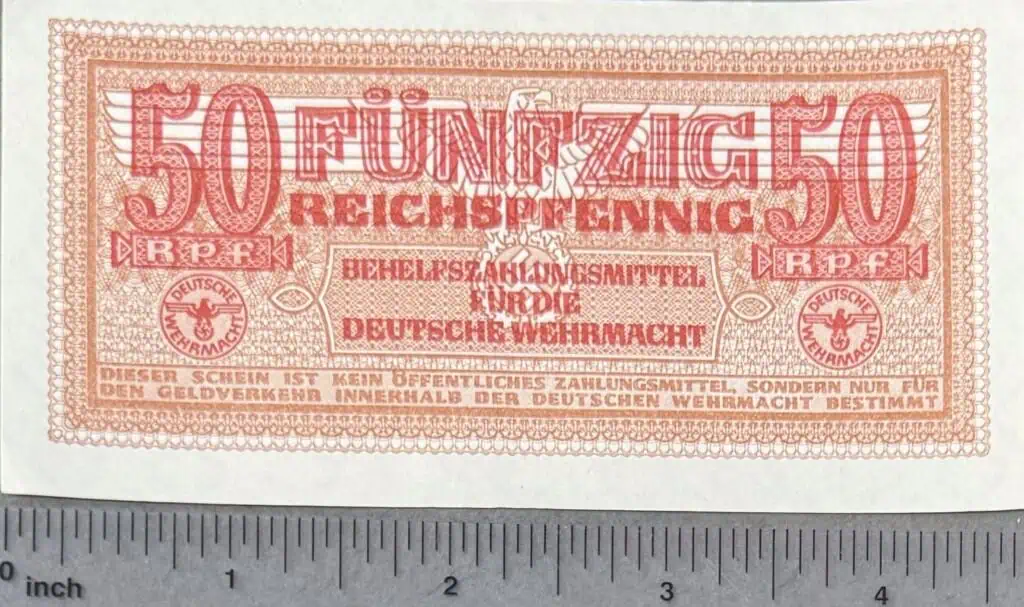 50 FÜNFZIG 50
REICHSPFENNIG
RPf RPf
BEHELFSZAHLUNGSMITTEL
FÜR DIE
DEUTSCHE WEHRMACHT
DEUTSCHE WEHRMACHT
DEUTSCHE WEHRMACHT
DIESER SCHEIN IST KEIN ÖFFENTLICHES ZAHLUNGSMITTEL, SONDERN NUR FÜR
DEN GELDVERKEHR INNERHALB DER DEUTSCHEN WEHRMACHT BESTIMMT
0 inch 1 2 3 4